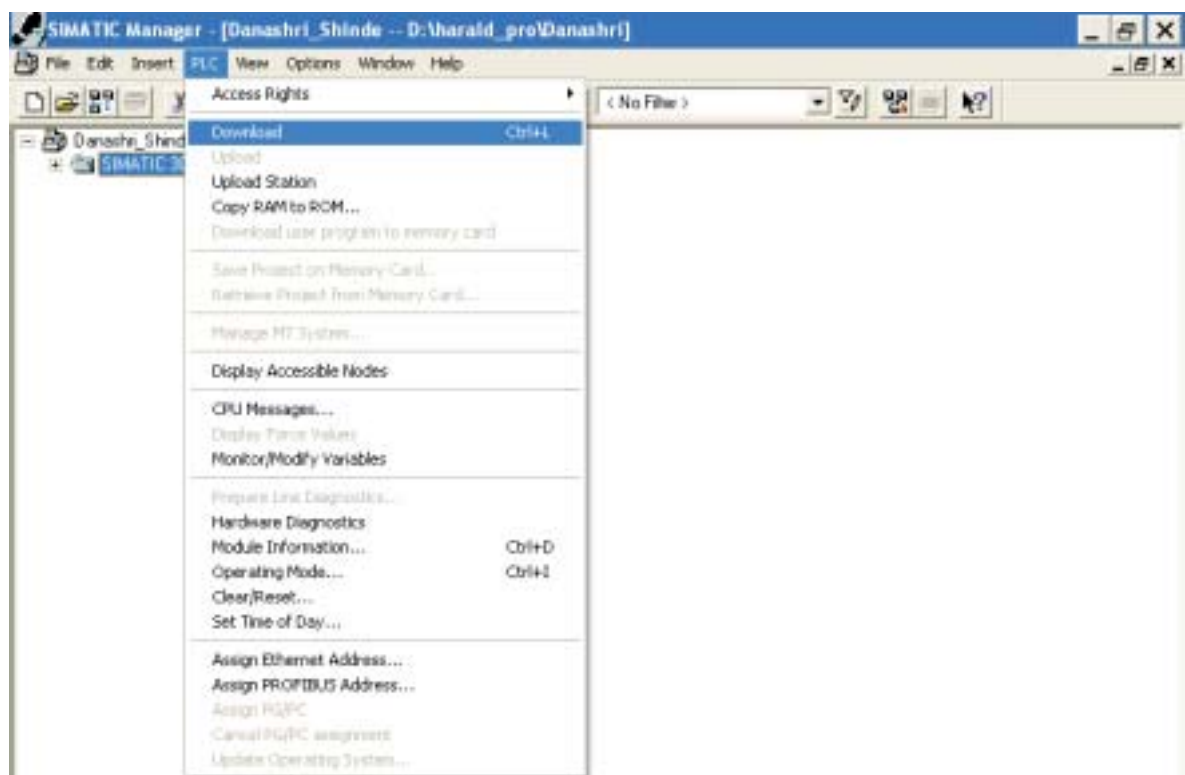 SIMATIC Manager - [Danashri_Shinde -- D:\harald_pro\Danashri]
File Edit Insert PLC View Options Window Help
< No Filter >
Danashri_Shind
SIMATIC 30
Access Rights
Download Ctrl+L
Upload
Upload Station
Copy RAM to ROM...
Download user program to memory card
Save Project on Memory Card...
Retrieve Project from Memory Card...
Manage M7 System...
Display Accessible Nodes
CPU Messages...
Display Force Values
Monitor/Modify Variables
Prepare Line Diagnostics...
Hardware Diagnostics
Module Information... Ctrl+D
Operating Mode... Ctrl+I
Clear/Reset...
Set Time of Day...
Assign Ethernet Address...
Assign PROFIBUS Address...
Assign PG/PC
Cancel PG/PC assignment
Update Operating System...